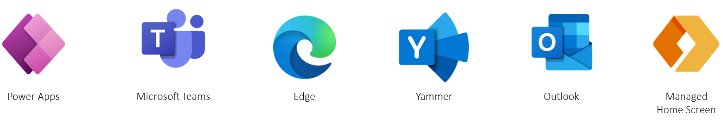 T
Y
O
Power Apps
Microsoft Teams
Edge
Yammer
Outlook
Managed
Home Screen